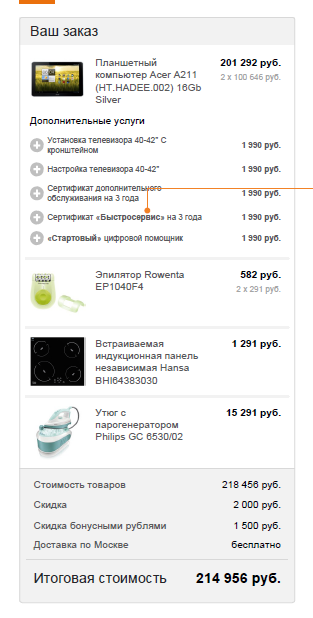 Ваш заказ
Планшетный 201 292 руб.
компьютер Acer A211 2 x 100 646 руб.
(HT.HADEE.002) 16Gb
Silver
Дополнительные услуги
Установка телевизора 40-42" С
кронштейном 1 990 руб.
Настройка телевизора 40-42" 1 990 руб.
Сертификат дополнительного
обслуживания на 3 года 1 990 руб.
Сертификат «Быстросервис» на 3 года 1 990 руб.
«Стартовый» цифровой помощник 1 990 руб.
Эпилятор Rowenta 582 руб.
EP1040F4 2 x 291 руб.
Встраиваемая 1 291 руб.
индукционная панель
независимая Hansa
BHI64383030
Утюг с 15 291 руб.
парогенератором
Philips GC 6530/02
Стоимость товаров 218 456 руб.
Скидка 2 000 руб.
Скидка бонусными рублями 1 500 руб.
Доставка по Москве бесплатно
Итоговая стоимость 214 956 руб.